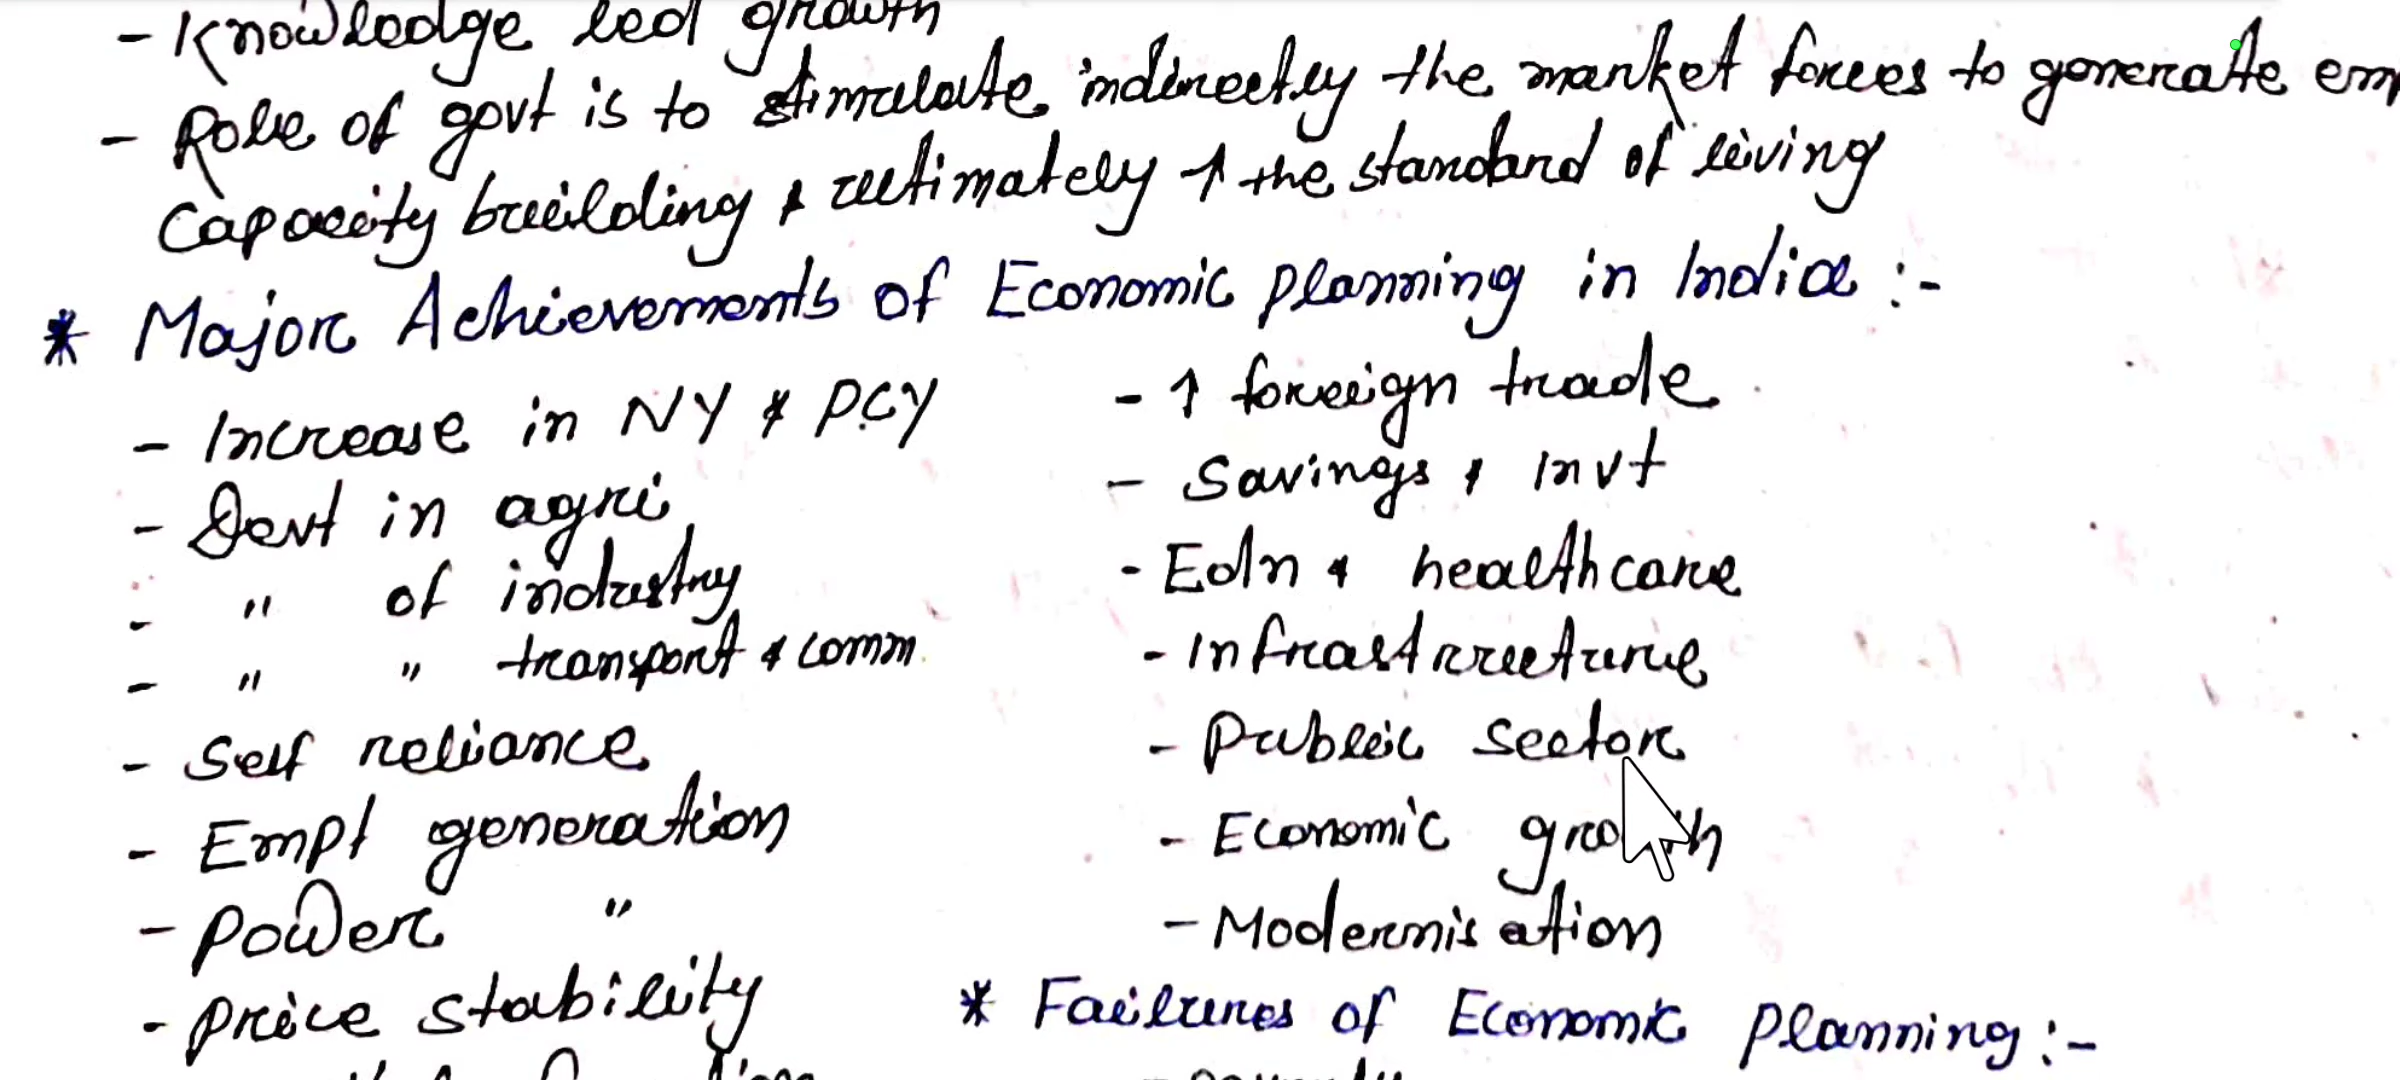 - Knowledge led growth
- Role of govt is to stimulate indirectly the market forces to generate
Capacity building & ultimately ↑ the standard of living
* Major Achievements of Economic planning in India :-
- Increase in NY & PCY
- Devt in agri
- " of industry
- " " transport & comm.
- Self reliance
- Empt generation
- Power "
- Price stability
- ↑ foreign trade
- Savings & Invt
- Edn & healthcare
- Infrastructure
- Public sector
- Economic growth
- Modernisation
* Failures of Economic planning :-